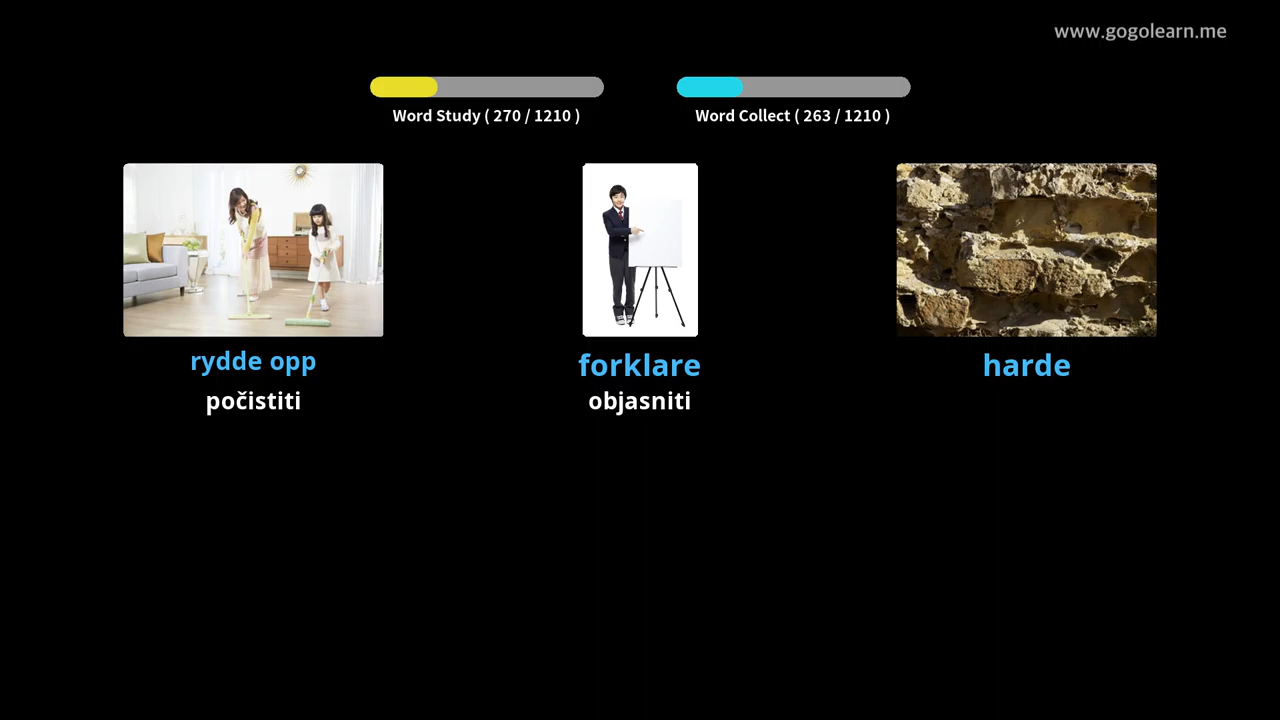 www.gogolearn.me
Word Study ( 270 / 1210 )
Word Collect ( 263 / 1210 )
rydde opp
forklare
harde
počistiti
objasniti